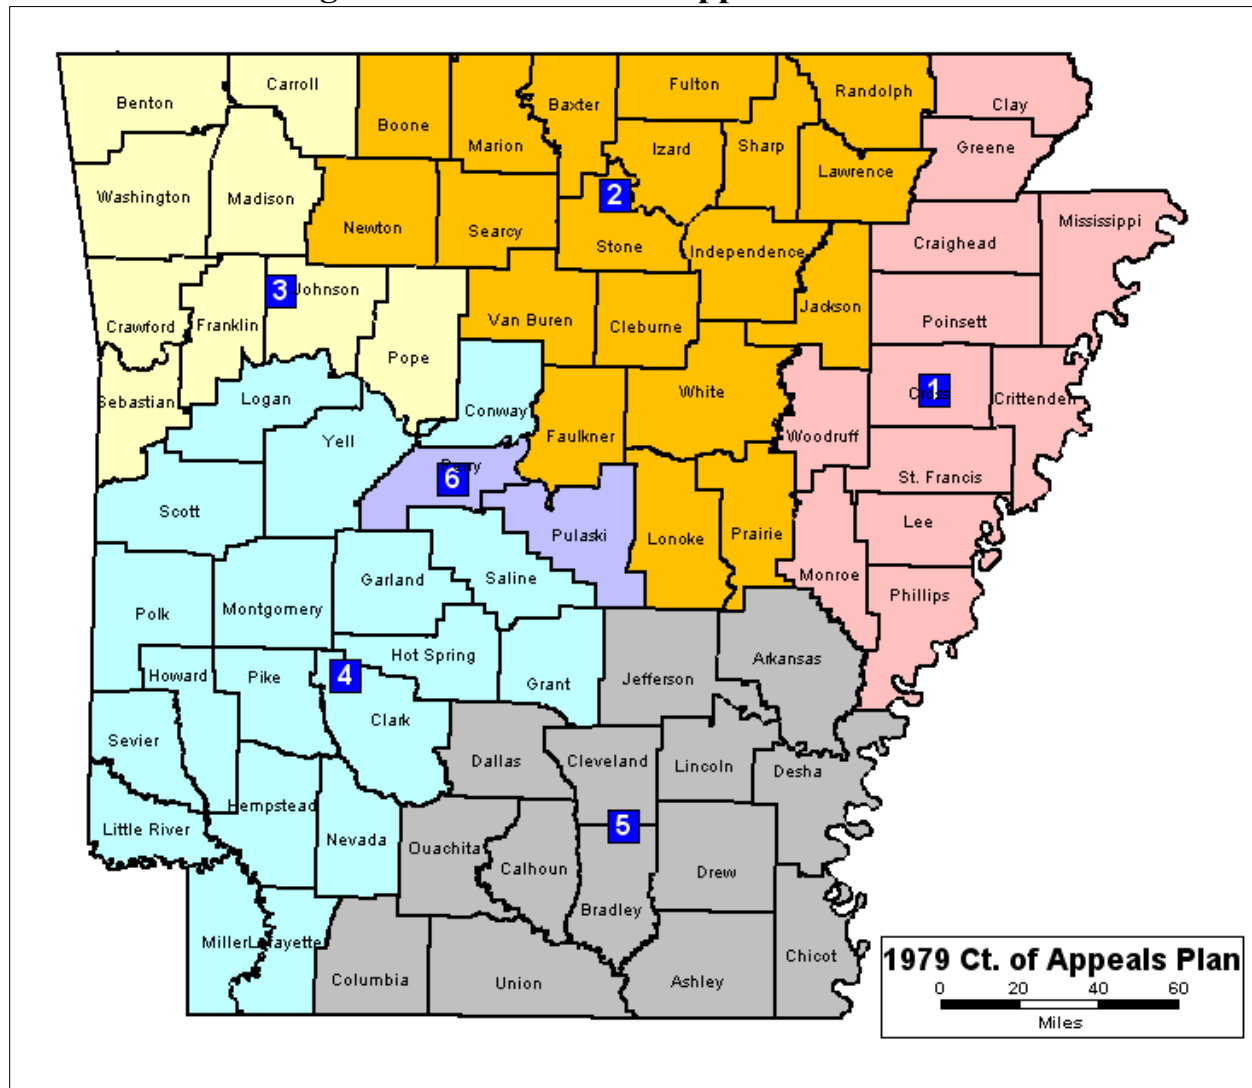 Benton
Carroll
Boone
Marion
Baxter
Fulton
Randolph
Clay
Izard
Sharp
Greene
Lawrence
Washington
Madison
Newton
Searcy
2
Stone
Independence
Craighead
Mississippi
3
Johnson
Crawford
Franklin
Pope
Van Buren
Cleburne
Jackson
Poinsett
Sebastian
Logan
Conway
White
Cross
1
Crittenden
Yell
Faulkner
Woodruff
Perry
6
St. Francis
Scott
Pulaski
Lonoke
Prairie
Lee
Garland
Saline
Monroe
Phillips
Polk
Montgomery
Howard
Pike
4
Hot Spring
Grant
Jefferson
Arkansas
Clark
Sevier
Dallas
Cleveland
Lincoln
Desha
Little River
Hempstead
Nevada
Ouachita
Calhoun
5
Drew
Bradley
Miller
Lafayette
Columbia
Union
Ashley
Chicot
1979 Ct. of Appeals Plan
0 20 40 60
Miles